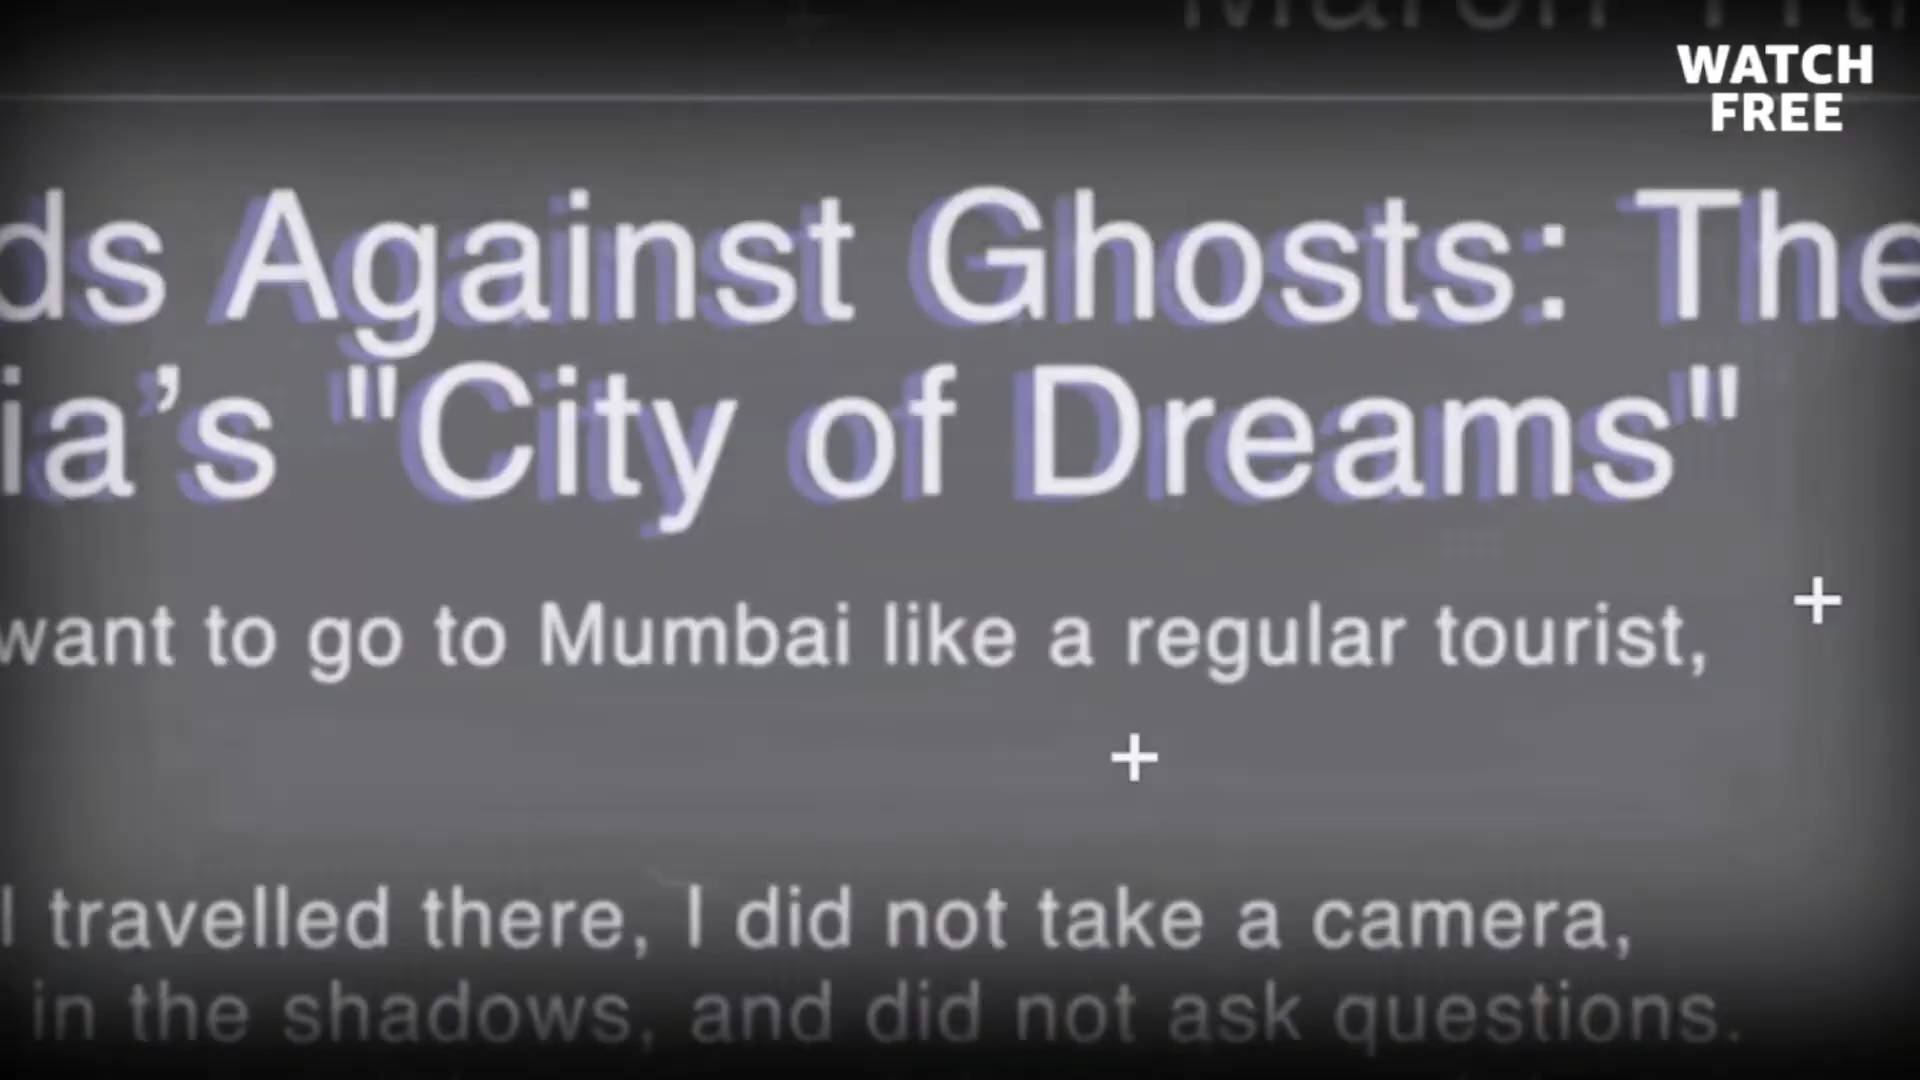 WATCH
FREE
ds Against Ghosts: The
ia’s "City of Dreams"
want to go to Mumbai like a regular tourist,
I travelled there, I did not take a camera,
in the shadows, and did not ask questions.